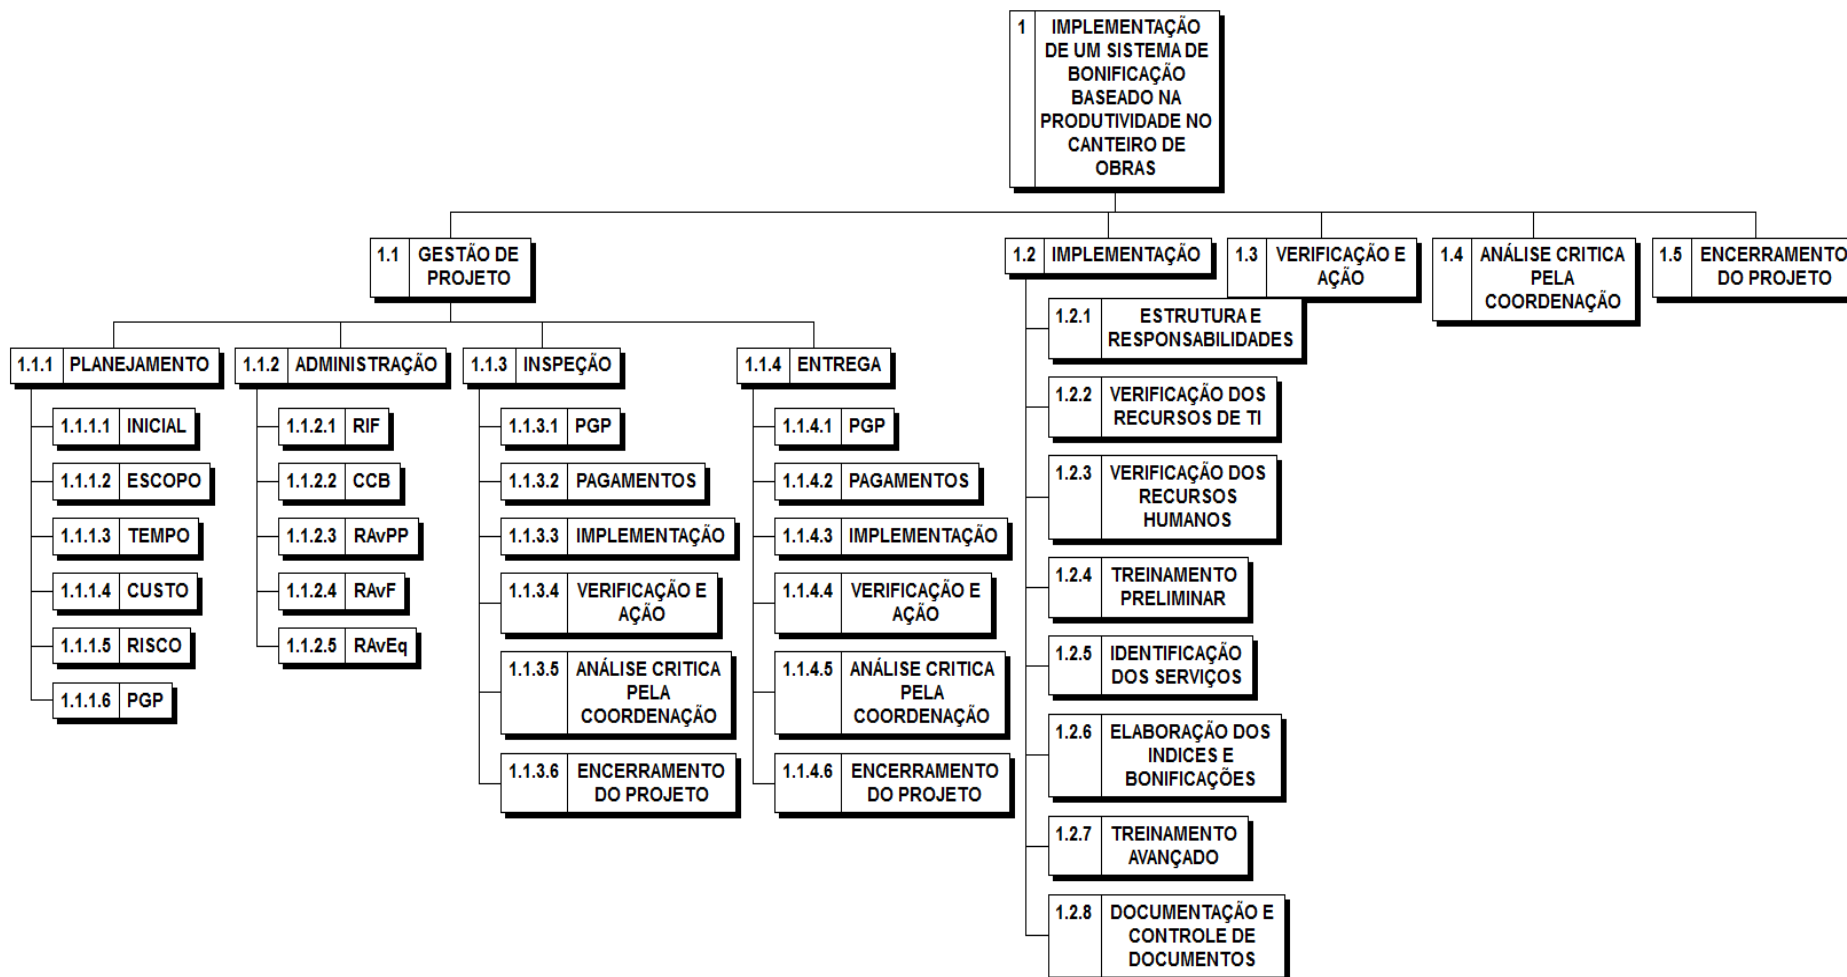 1 IMPLEMENTAÇÃO
DE UM SISTEMA DE
BONIFICAÇÃO
BASEADO NA
PRODUTIVIDADE NO
CANTEIRO DE
OBRAS
1.1 GESTÃO DE
PROJETO
1.2 IMPLEMENTAÇÃO
1.3 VERIFICAÇÃO E
AÇÃO
1.4 ANÁLISE CRITICA
PELA
COORDENAÇÃO
1.5 ENCERRAMENTO
DO PROJETO
1.1.1 PLANEJAMENTO
1.1.1.1 INICIAL
1.1.1.2 ESCOPO
1.1.1.3 TEMPO
1.1.1.4 CUSTO
1.1.1.5 RISCO
1.1.1.6 PGP
1.1.2 ADMINISTRAÇÃO
1.1.2.1 RIF
1.1.2.2 CCB
1.1.2.3 RAvPP
1.1.2.4 RAvF
1.1.2.5 RAvEq
1.1.3 INSPEÇÃO
1.1.3.1 PGP
1.1.3.2 PAGAMENTOS
1.1.3.3 IMPLEMENTAÇÃO
1.1.3.4 VERIFICAÇÃO E
AÇÃO
1.1.3.5 ANÁLISE CRITICA
PELA
COORDENAÇÃO
1.1.3.6 ENCERRAMENTO
DO PROJETO
1.1.4 ENTREGA
1.1.4.1 PGP
1.1.4.2 PAGAMENTOS
1.1.4.3 IMPLEMENTAÇÃO
1.1.4.4 VERIFICAÇÃO E
AÇÃO
1.1.4.5 ANÁLISE CRITICA
PELA
COORDENAÇÃO
1.1.4.6 ENCERRAMENTO
DO PROJETO
1.2.1 ESTRUTURA E
RESPONSABILIDADES
1.2.2 VERIFICAÇÃO DOS
RECURSOS DE TI
1.2.3 VERIFICAÇÃO DOS
RECURSOS
HUMANOS
1.2.4 TREINAMENTO
PRELIMINAR
1.2.5 IDENTIFICAÇÃO
DOS SERVIÇOS
1.2.6 ELABORAÇÃO DOS
INDICES E
BONIFICAÇÕES
1.2.7 TREINAMENTO
AVANÇADO
1.2.8 DOCUMENTAÇÃO E
CONTROLE DE
DOCUMENTOS